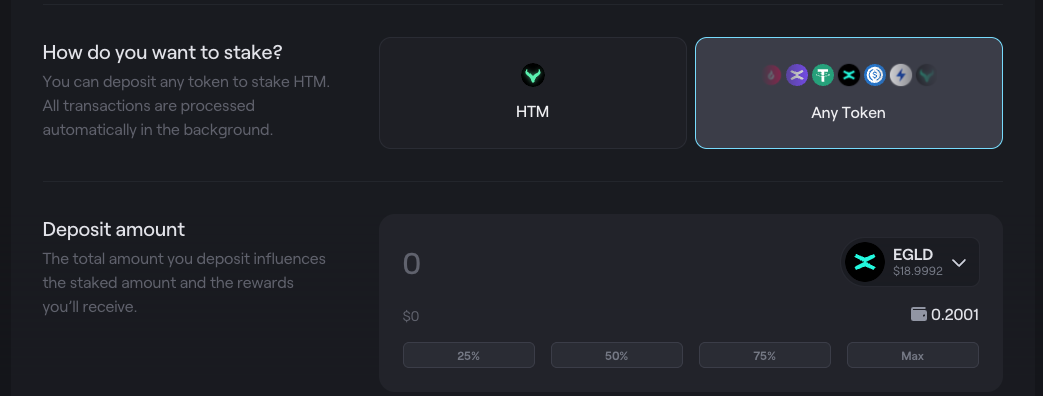 How do you want to stake?
You can deposit any token to stake HTM.
All transactions are processed
automatically in the background.
HTM
Any Token
Deposit amount
The total amount you deposit influences
the staked amount and the rewards
you'll receive.
0
EGLD
$18.9992
$0
0.2001
25%
50%
75%
Max